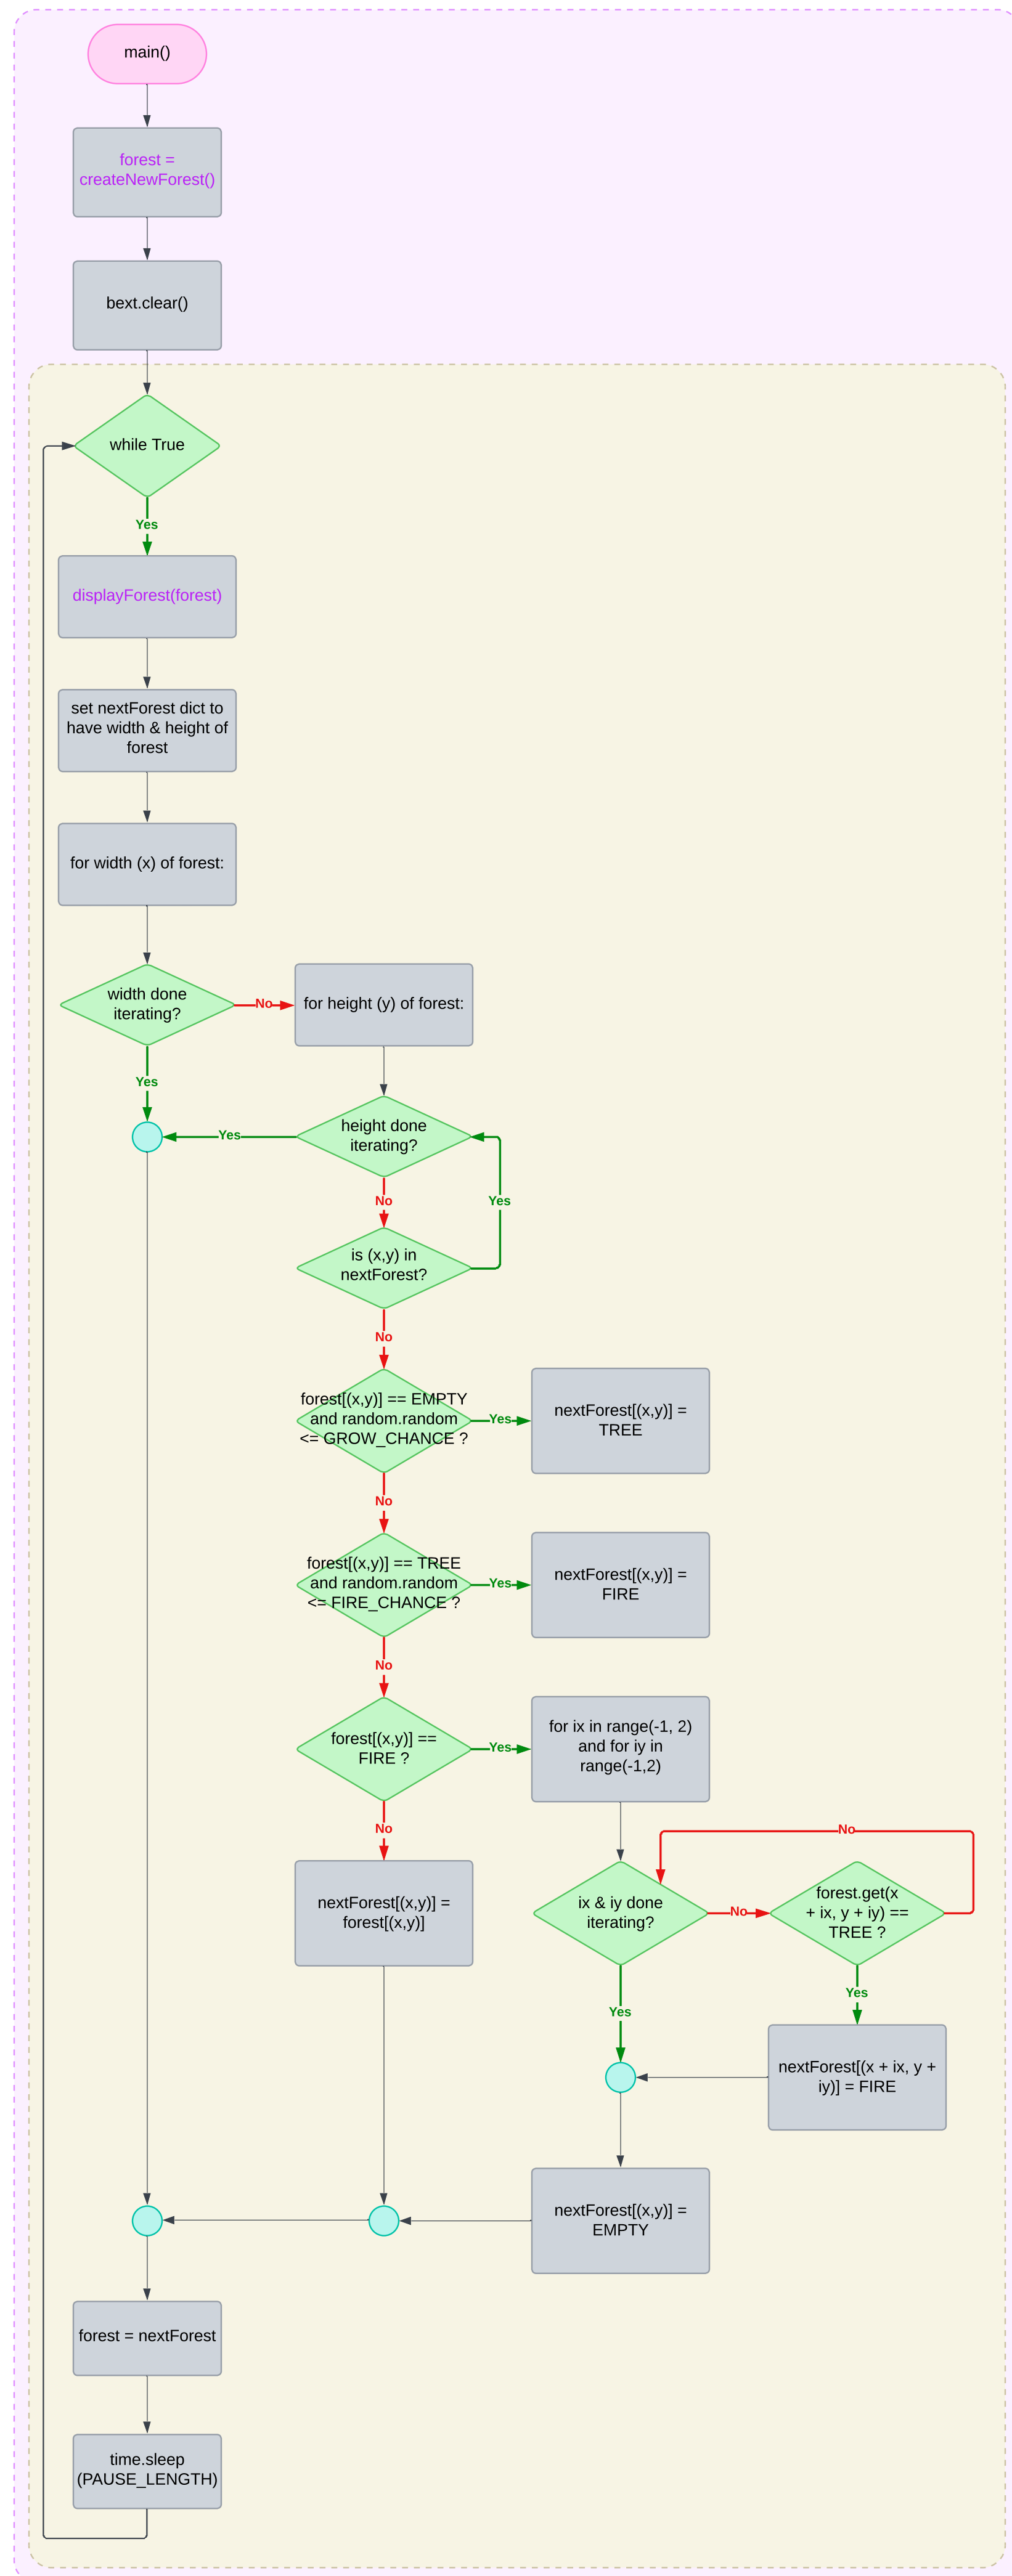 main()
forest =
createNewForest()
bext.clear()
while True
Yes
displayForest(forest)
set nextForest dict to
have width & height of
forest
for width (x) of forest:
width done
iterating?
No
for height (y) of forest:
Yes
height done
iterating?
Yes
No
Yes
is (x,y) in
nextForest?
No
forest[(x,y)] == EMPTY
and random.random
<= GROW_CHANCE ?
Yes
nextForest[(x,y)] =
TREE
No
forest[(x,y)] == TREE
and random.random
<= FIRE_CHANCE ?
Yes
nextForest[(x,y)] =
FIRE
No
forest[(x,y)] ==
FIRE ?
Yes
for ix in range(-1, 2)
and for iy in
range(-1,2)
No
No
nextForest[(x,y)] =
forest[(x,y)]
ix & iy done
iterating?
No
forest.get(x
+ ix, y + iy) ==
TREE ?
Yes
Yes
nextForest[(x + ix, y +
iy)] = FIRE
nextForest[(x,y)] =
EMPTY
forest = nextForest
time.sleep
(PAUSE_LENGTH)